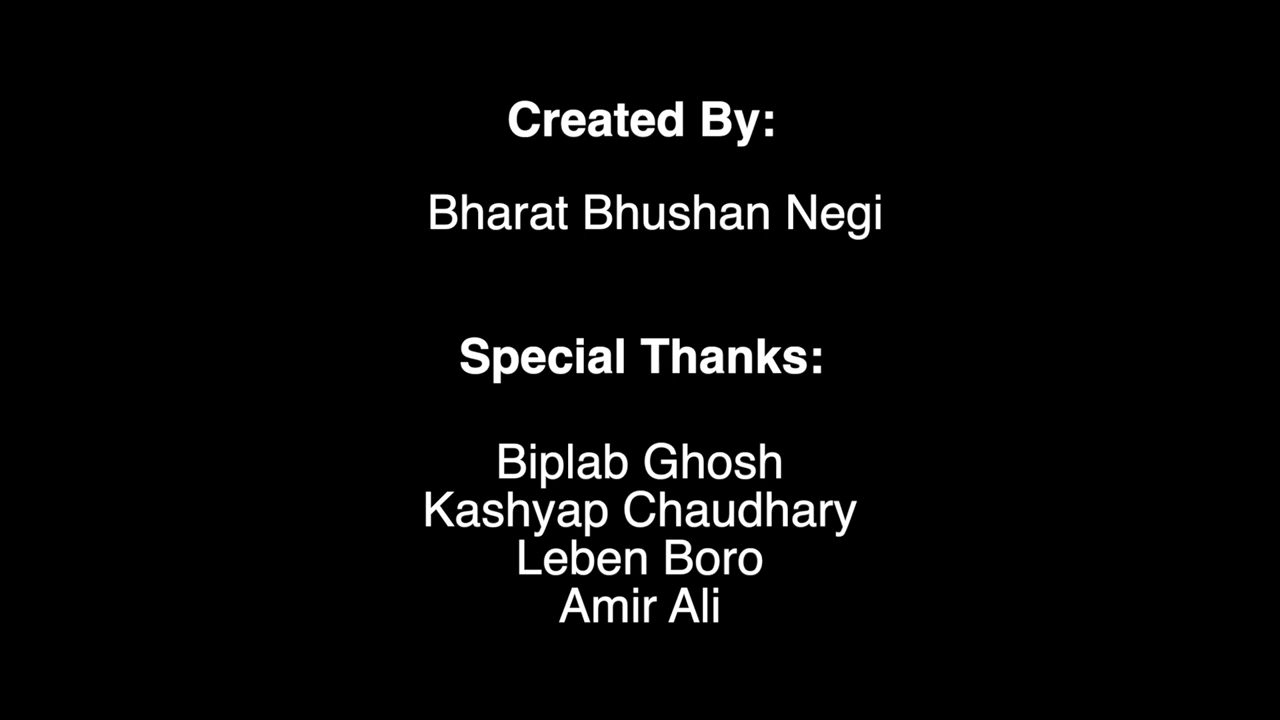 Created By:
Bharat Bhushan Negi
Special Thanks:
Biplab Ghosh
Kashyap Chaudhary
Leben Boro
Amir Ali